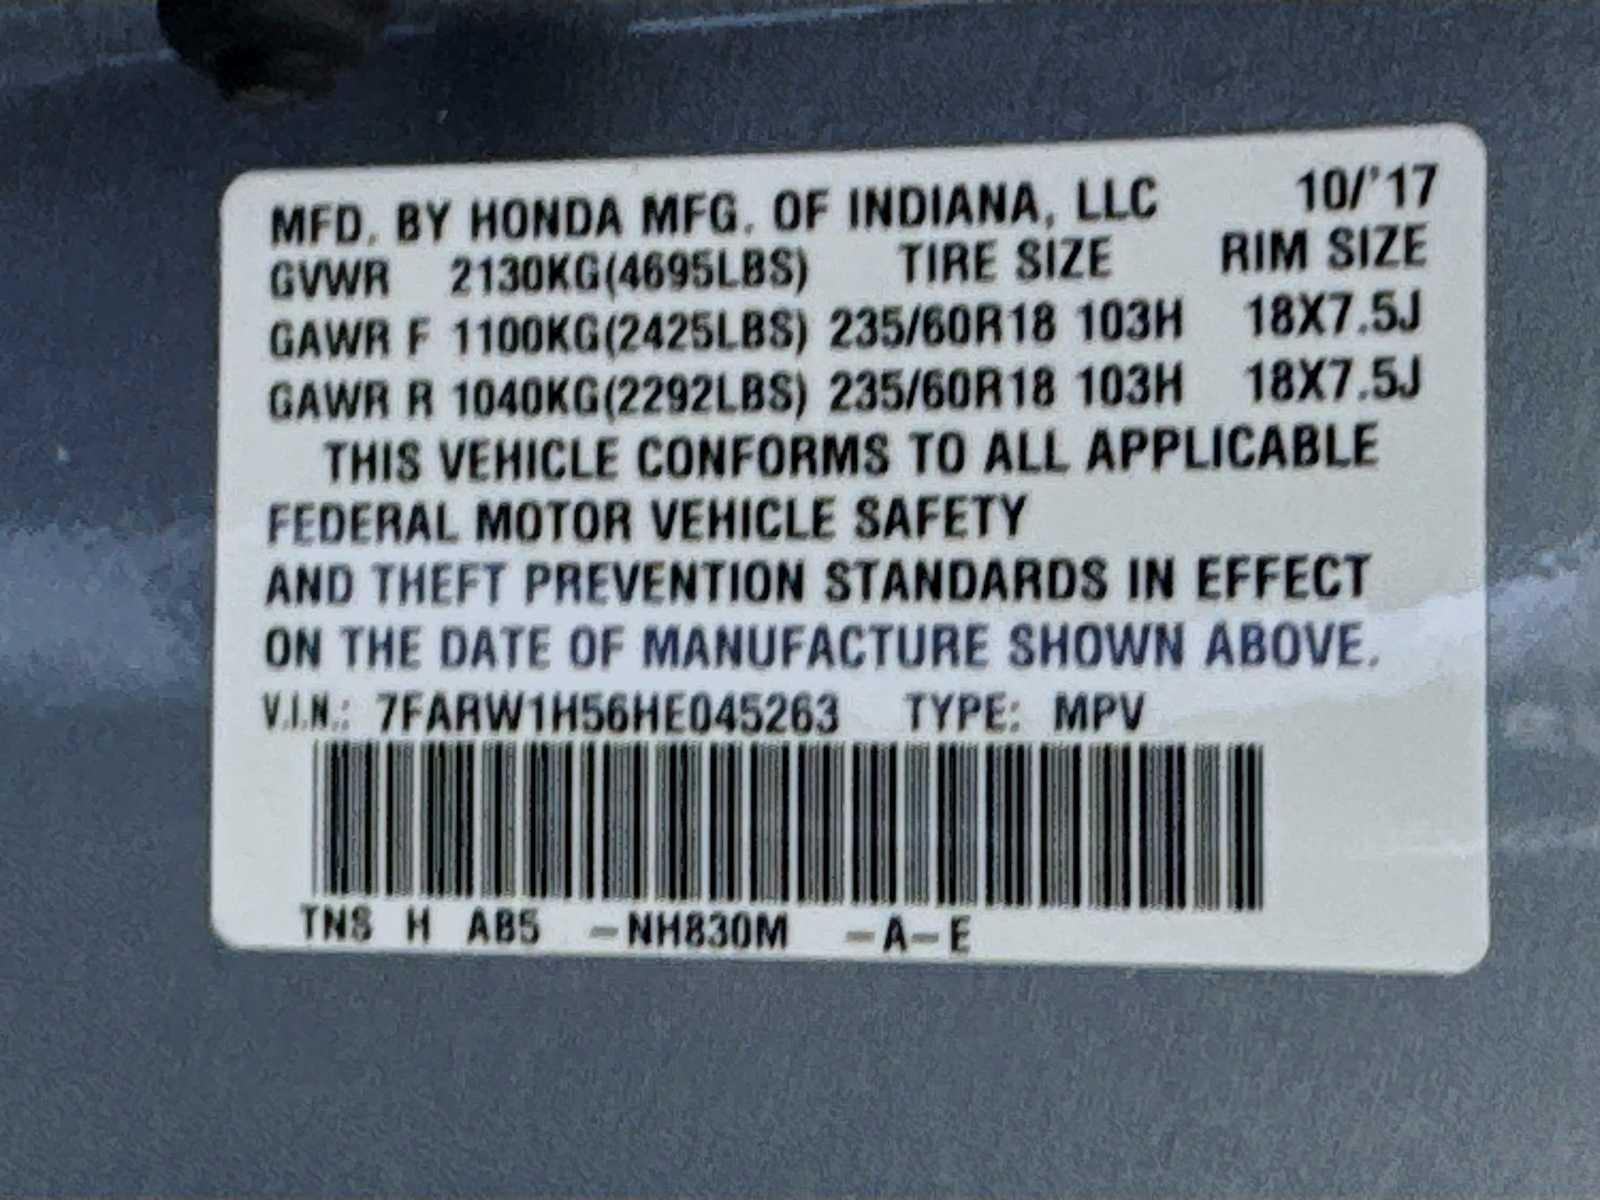 MFD. BY HONDA MFG. OF INDIANA, LLC 10/'17
GVWR 2130KG(4695LBS) TIRE SIZE RIM SIZE
GAWR F 1100KG(2425LBS) 235/60R18 103H 18X7.5J
GAWR R 1040KG(2292LBS) 235/60R18 103H 18X7.5J
THIS VEHICLE CONFORMS TO ALL APPLICABLE
FEDERAL MOTOR VEHICLE SAFETY
AND THEFT PREVENTION STANDARDS IN EFFECT
ON THE DATE OF MANUFACTURE SHOWN ABOVE.
V.I.N.: 7FARW1H56HE045263 TYPE: MPV
TNS H AB5 -NH830M -A-E